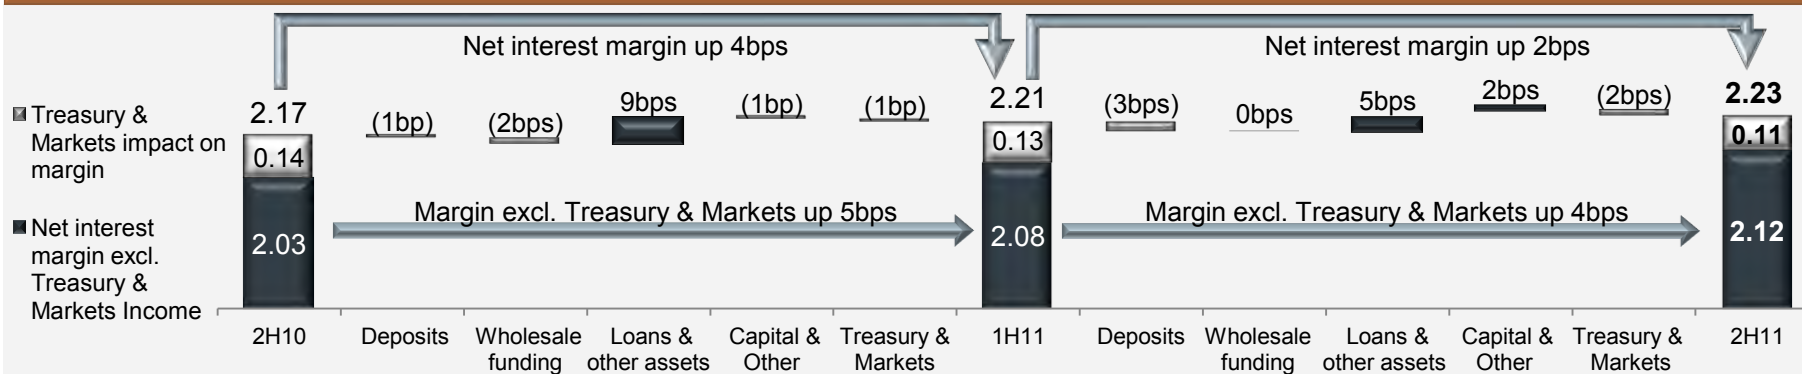 Net interest margin up 4bps
Net interest margin up 2bps
Treasury &
Markets impact on
margin
Net interest
margin excl.
Treasury &
Markets Income
2.17
0.14
2.03
(1bp)
(2bps)
9bps
(1bp)
(1bp)
2.21
0.13
2.08
(3bps)
0bps
5bps
2bps
(2bps)
2.23
0.11
2.12
Margin excl. Treasury & Markets up 5bps
Margin excl. Treasury & Markets up 4bps
2H10
Deposits
Wholesale
funding
Loans &
other assets
Capital &
Other
Treasury &
Markets
1H11
Deposits
Wholesale
funding
Loans &
other assets
Capital &
Other
Treasury &
Markets
2H11